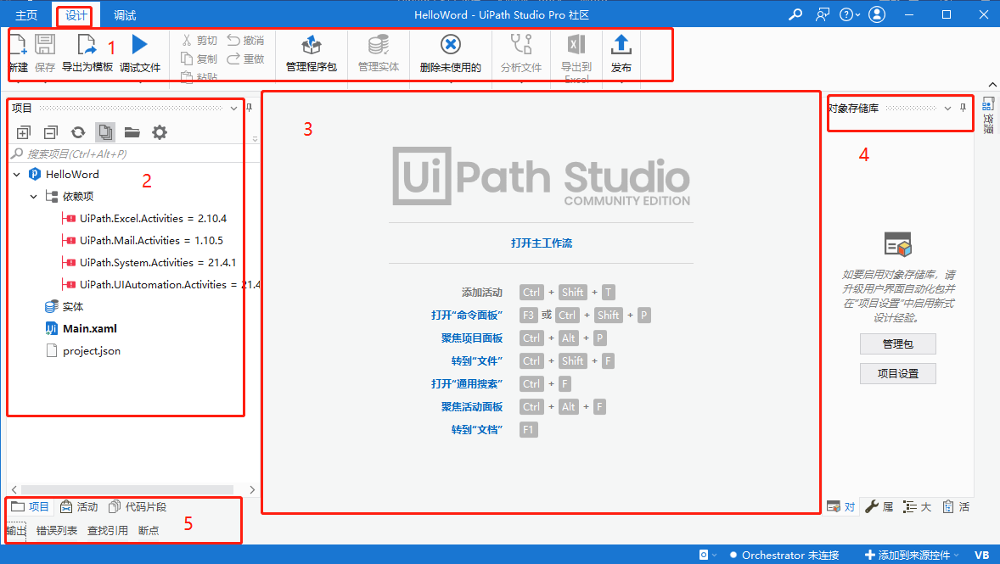 主页 设计 调试 HelloWord - UiPath Studio Pro 社区
新建 保存 导出为模板 1 调试文件 剪切 撤消 复制 重做 粘贴 管理程序包 管理实体 删除未使用的 分析文件 导出到 Excel 发布
项目
搜索项目(Ctrl+Alt+P)
HelloWord
2
依赖项
UiPath.Excel.Activities = 2.10.4
UiPath.Mail.Activities = 1.10.5
UiPath.System.Activities = 21.4.1
UiPath.UIAutomation.Activities = 21.4
实体
Main.xaml
project.json
3
UiPath Studio
COMMUNITY EDITION
打开主工作流
添加活动 Ctrl + Shift + T
打开“命令面板” F3 或 Ctrl + Shift + P
聚焦项目面板 Ctrl + Alt + P
转到“文件” Ctrl + Shift + F
打开“通用搜索” Ctrl + F
聚焦活动面板 Ctrl + Alt + F
转到“文档” F1
对象存储库
资源
4
如要启用对象存储库，请
升级用户界面自动化包并
在“项目设置”中启用新式
设计经验。
管理包
项目设置
项目 活动 代码片段
5
输出 错误列表 查找引用 断点
对 属 大 活
Orchestrator 未连接 添加到来源控件 VB